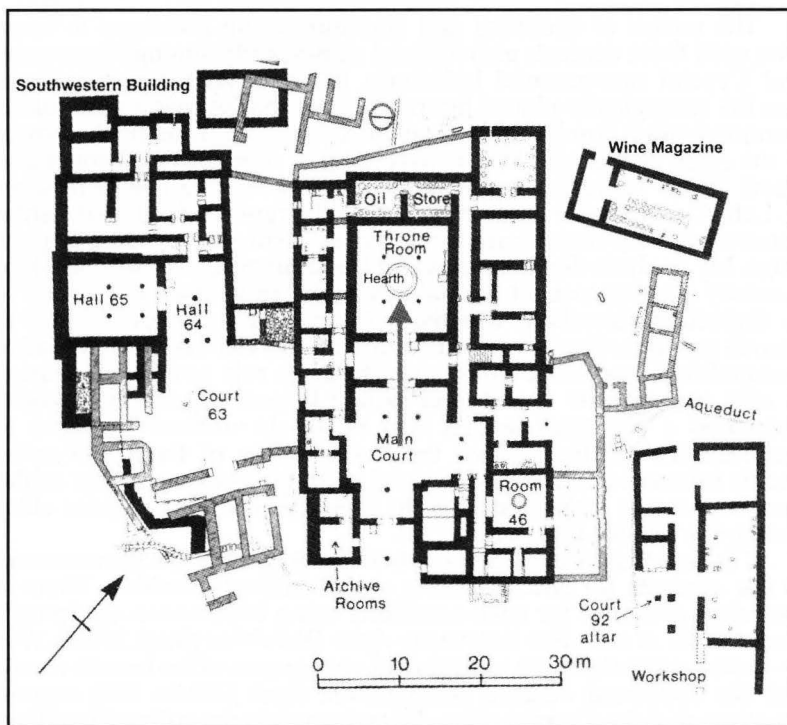 Southwestern Building
Wine Magazine
Oil
Store
Throne
Room
Hearth
Hall 65
Hall
64
Court
63
Main
Court
Aqueduct
Room
46
Archive
Rooms
Court
92
altar
Workshop
0 10 20 30 m